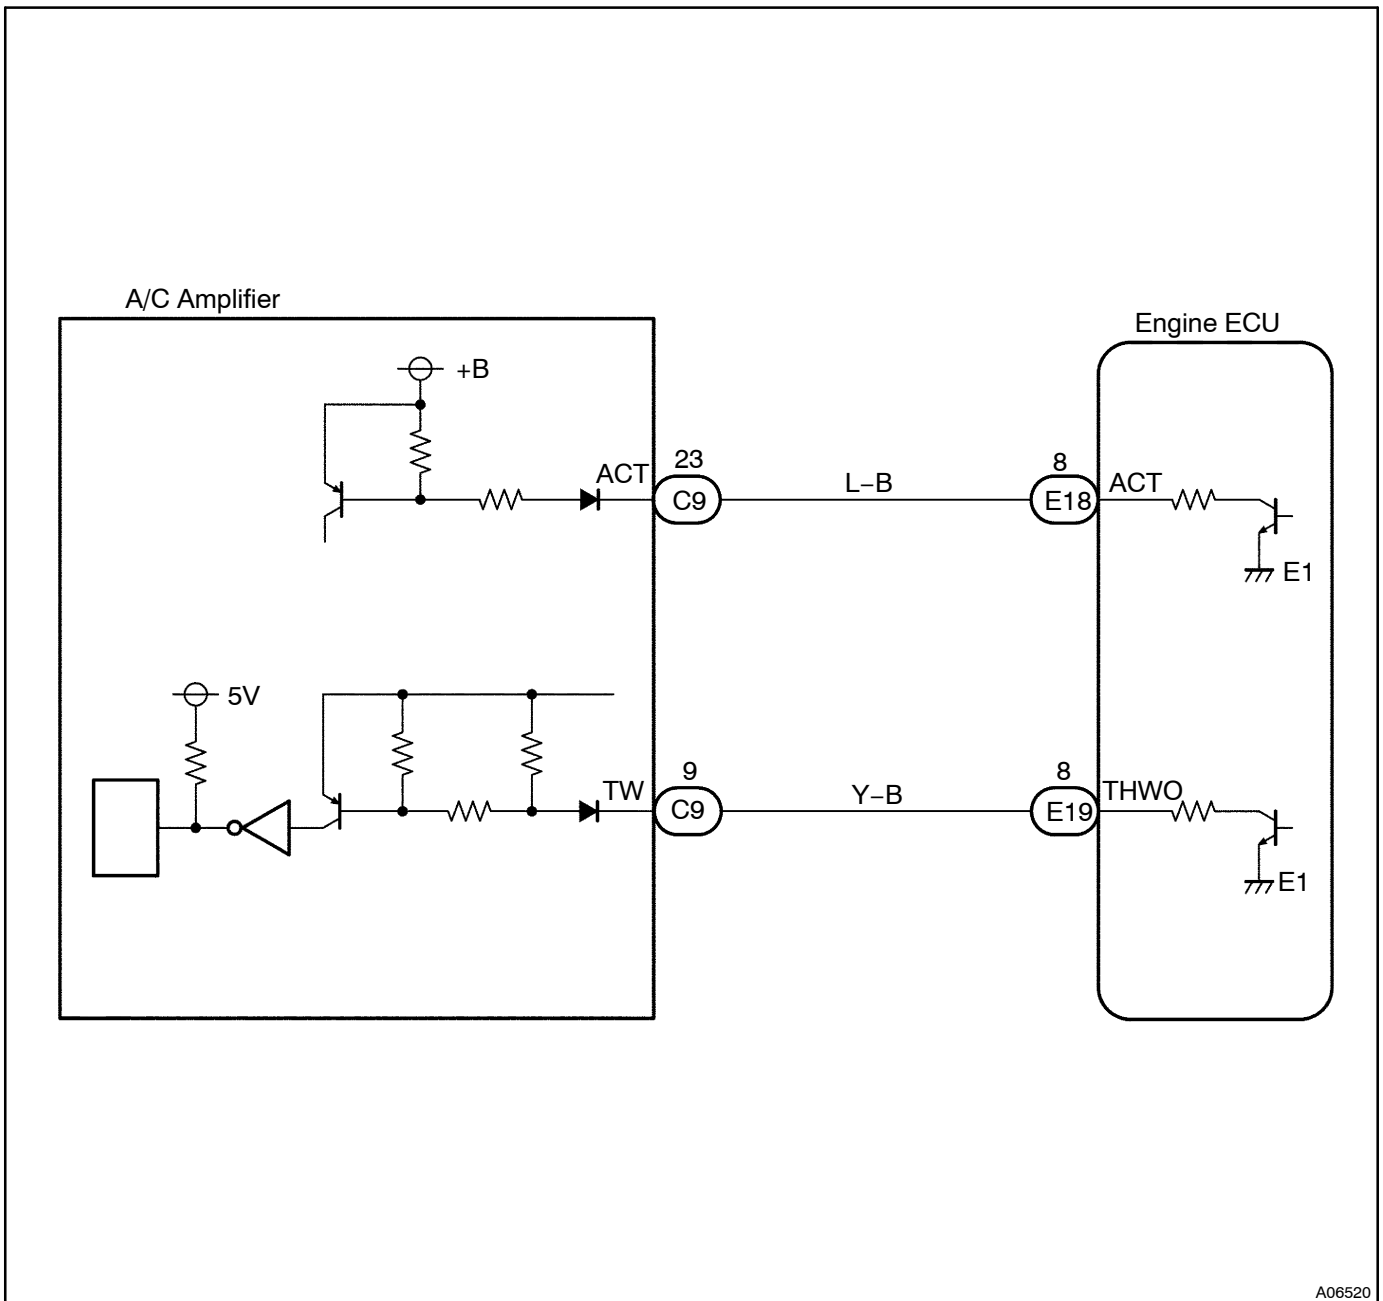 A/C Amplifier
Engine ECU
+B
ACT
23
C9
L−B
8
E18
ACT
E1
5V
TW
9
C9
Y−B
8
E19
THWO
E1
A06520